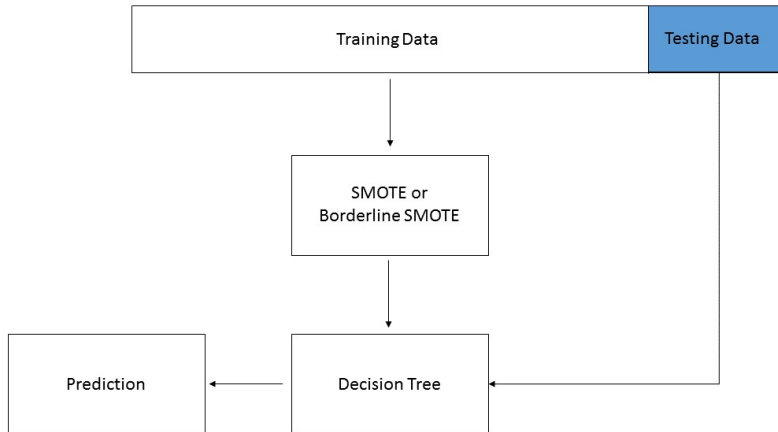 Training Data
Testing Data
SMOTE or
Borderline SMOTE
Prediction
Decision Tree